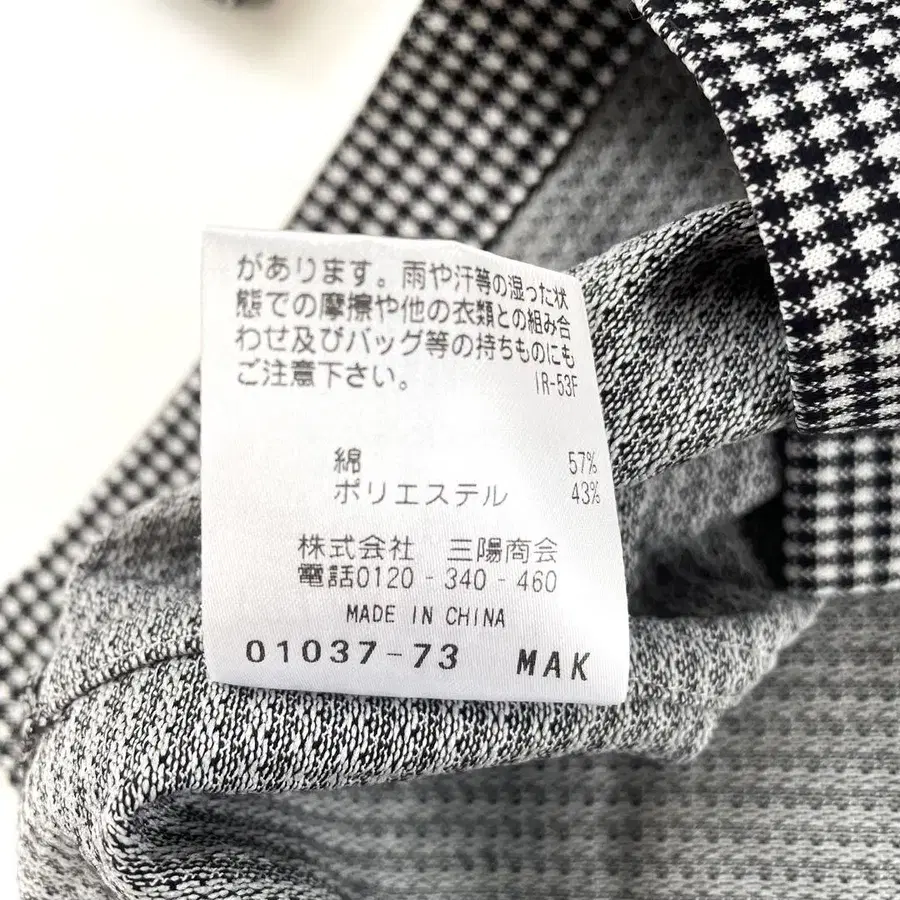 があります。雨や汗等の湿った状
態での摩擦や他の衣類との組み合
わせ及びバッグ等の持ちものにも
ご注意下さい。 IR-53F
綿 57%
ポリエステル 43%
株式会社 三陽商会
電話0120-340-460
MADE IN CHINA
01037-73 MAK